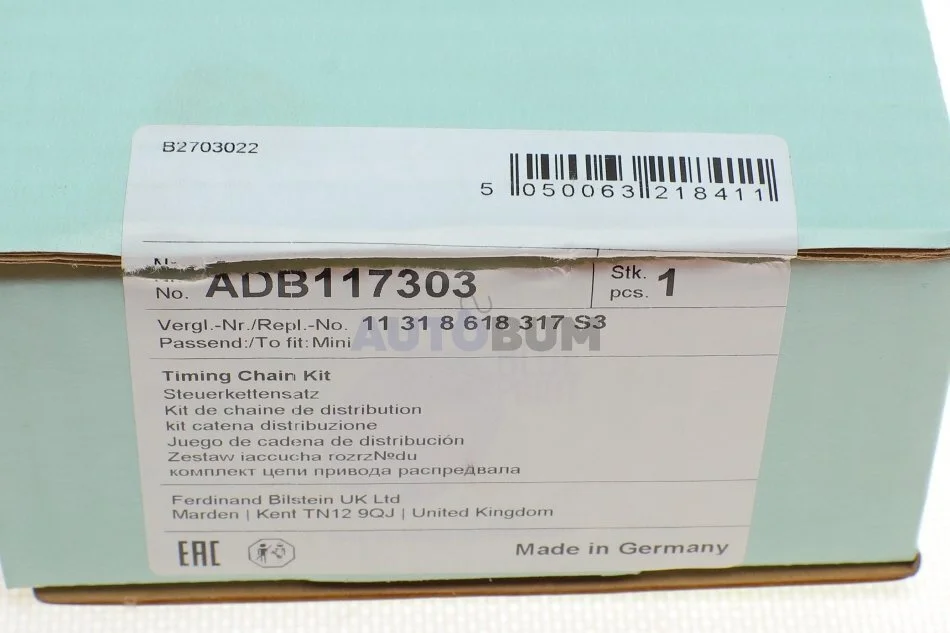 B2703022
5 050063 218411
No. ADB117303
Stk. 1
pcs.
Vergl.-Nr./Repl.-No. 11 31 8 618 317 S3
Passend:/To fit: Mini
AUTOBUM
Timing Chain Kit
Steuerkettensatz
Kit de chaine de distribution
kit catena distribuzione
Juego de cadena de distribución
Zestaw iaccucha rozrz№du
комплект цепи привода распредвала
Ferdinand Bilstein UK Ltd
Marden | Kent TN12 9QJ | United Kingdom
EAC
Made in Germany